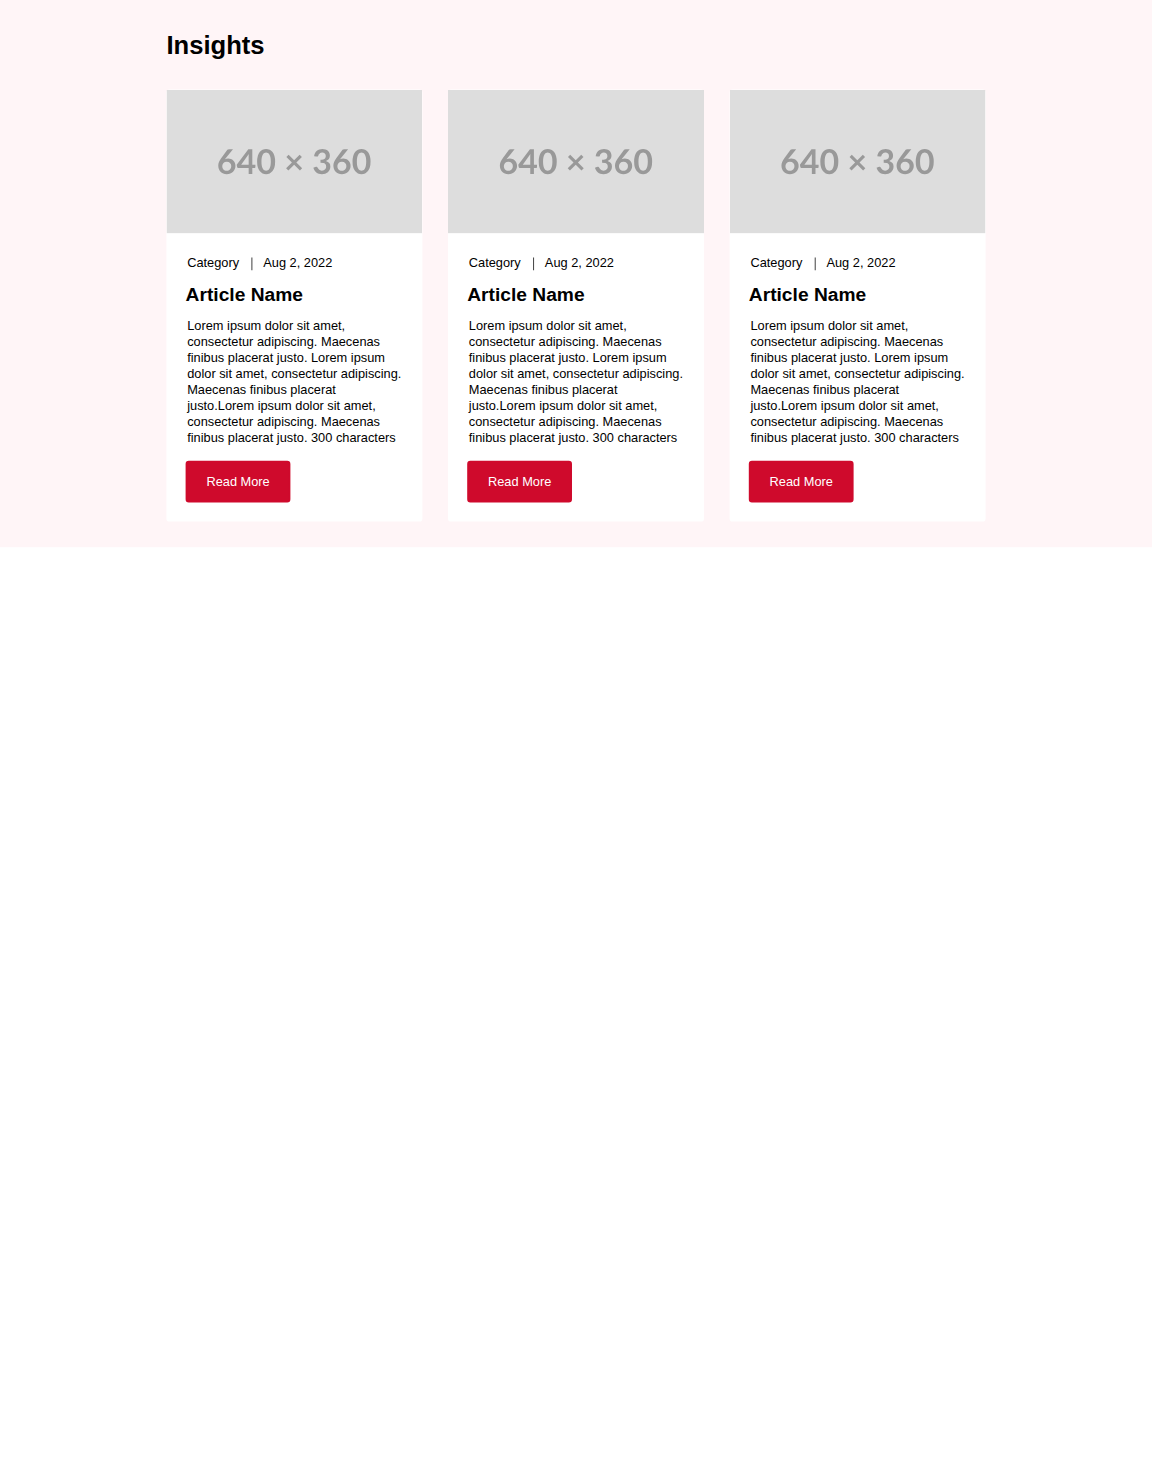 Insights
640 × 360
Category | Aug 2, 2022
Article Name
Lorem ipsum dolor sit amet,
consectetur adipiscing. Maecenas
finibus placerat justo. Lorem ipsum
dolor sit amet, consectetur adipiscing.
Maecenas finibus placerat
justo.Lorem ipsum dolor sit amet,
consectetur adipiscing. Maecenas
finibus placerat justo. 300 characters
Read More
640 × 360
Category | Aug 2, 2022
Article Name
Lorem ipsum dolor sit amet,
consectetur adipiscing. Maecenas
finibus placerat justo. Lorem ipsum
dolor sit amet, consectetur adipiscing.
Maecenas finibus placerat
justo.Lorem ipsum dolor sit amet,
consectetur adipiscing. Maecenas
finibus placerat justo. 300 characters
Read More
640 × 360
Category | Aug 2, 2022
Article Name
Lorem ipsum dolor sit amet,
consectetur adipiscing. Maecenas
finibus placerat justo. Lorem ipsum
dolor sit amet, consectetur adipiscing.
Maecenas finibus placerat
justo.Lorem ipsum dolor sit amet,
consectetur adipiscing. Maecenas
finibus placerat justo. 300 characters
Read More